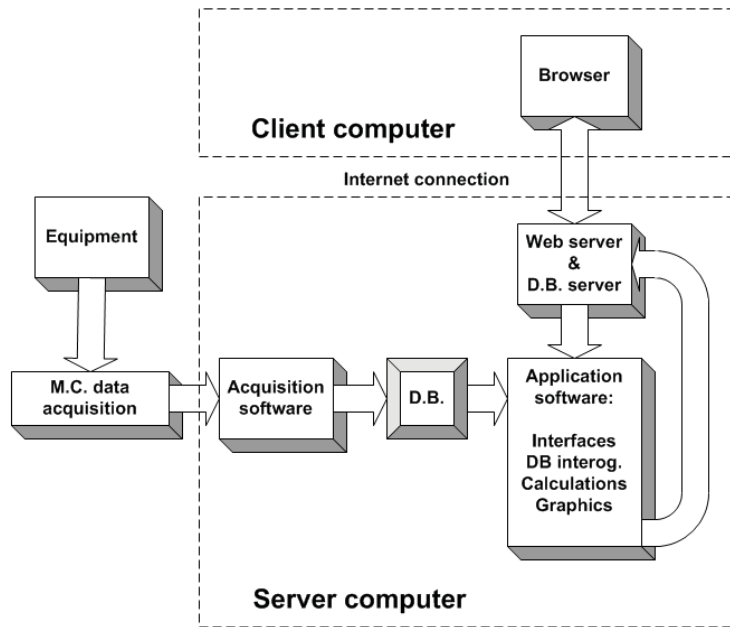 Browser
Client computer
Internet connection
Equipment
Web server
&
D.B. server
M.C. data
acquisition
Acquisition
software
D.B.
Application
software:
Interfaces
DB interog.
Calculations
Graphics
Server computer